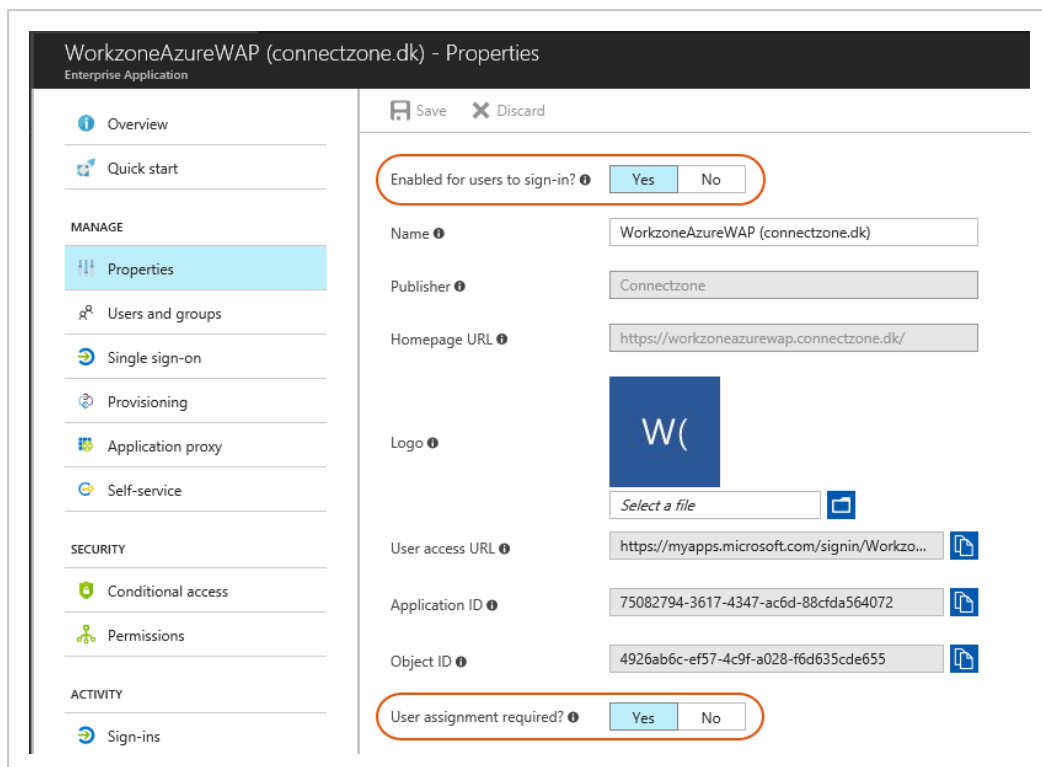 WorkzoneAzureWAP (connectzone.dk) - Properties
Enterprise Application
Overview
Quick start
MANAGE
Properties
Users and groups
Single sign-on
Provisioning
Application proxy
Self-service
SECURITY
Conditional access
Permissions
ACTIVITY
Sign-ins
Save Discard
Enabled for users to sign-in? Yes No
Name WorkzoneAzureWAP (connectzone.dk)
Publisher Connectzone
Homepage URL https://workzoneazurewap.connectzone.dk/
Logo W(
Select a file
User access URL https://myapps.microsoft.com/signin/Workzo...
Application ID 75082794-3617-4347-ac6d-88cfda564072
Object ID 4926ab6c-ef57-4c9f-a028-f6d635cde655
User assignment required? Yes No